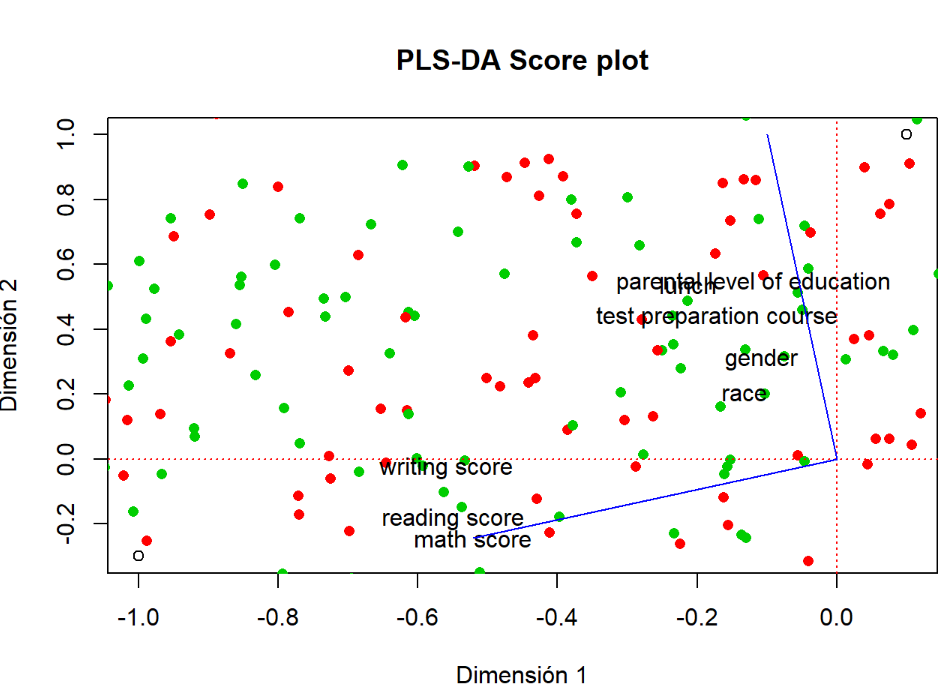 PLS-DA Score plot
Dimensión 2
1.0
0.8
0.6
0.4
0.2
0.0
-0.2
parental level of education
lunch
test preparation course
gender
race
writing score
reading score
math score
-1.0 -0.8 -0.6 -0.4 -0.2 0.0
Dimensión 1